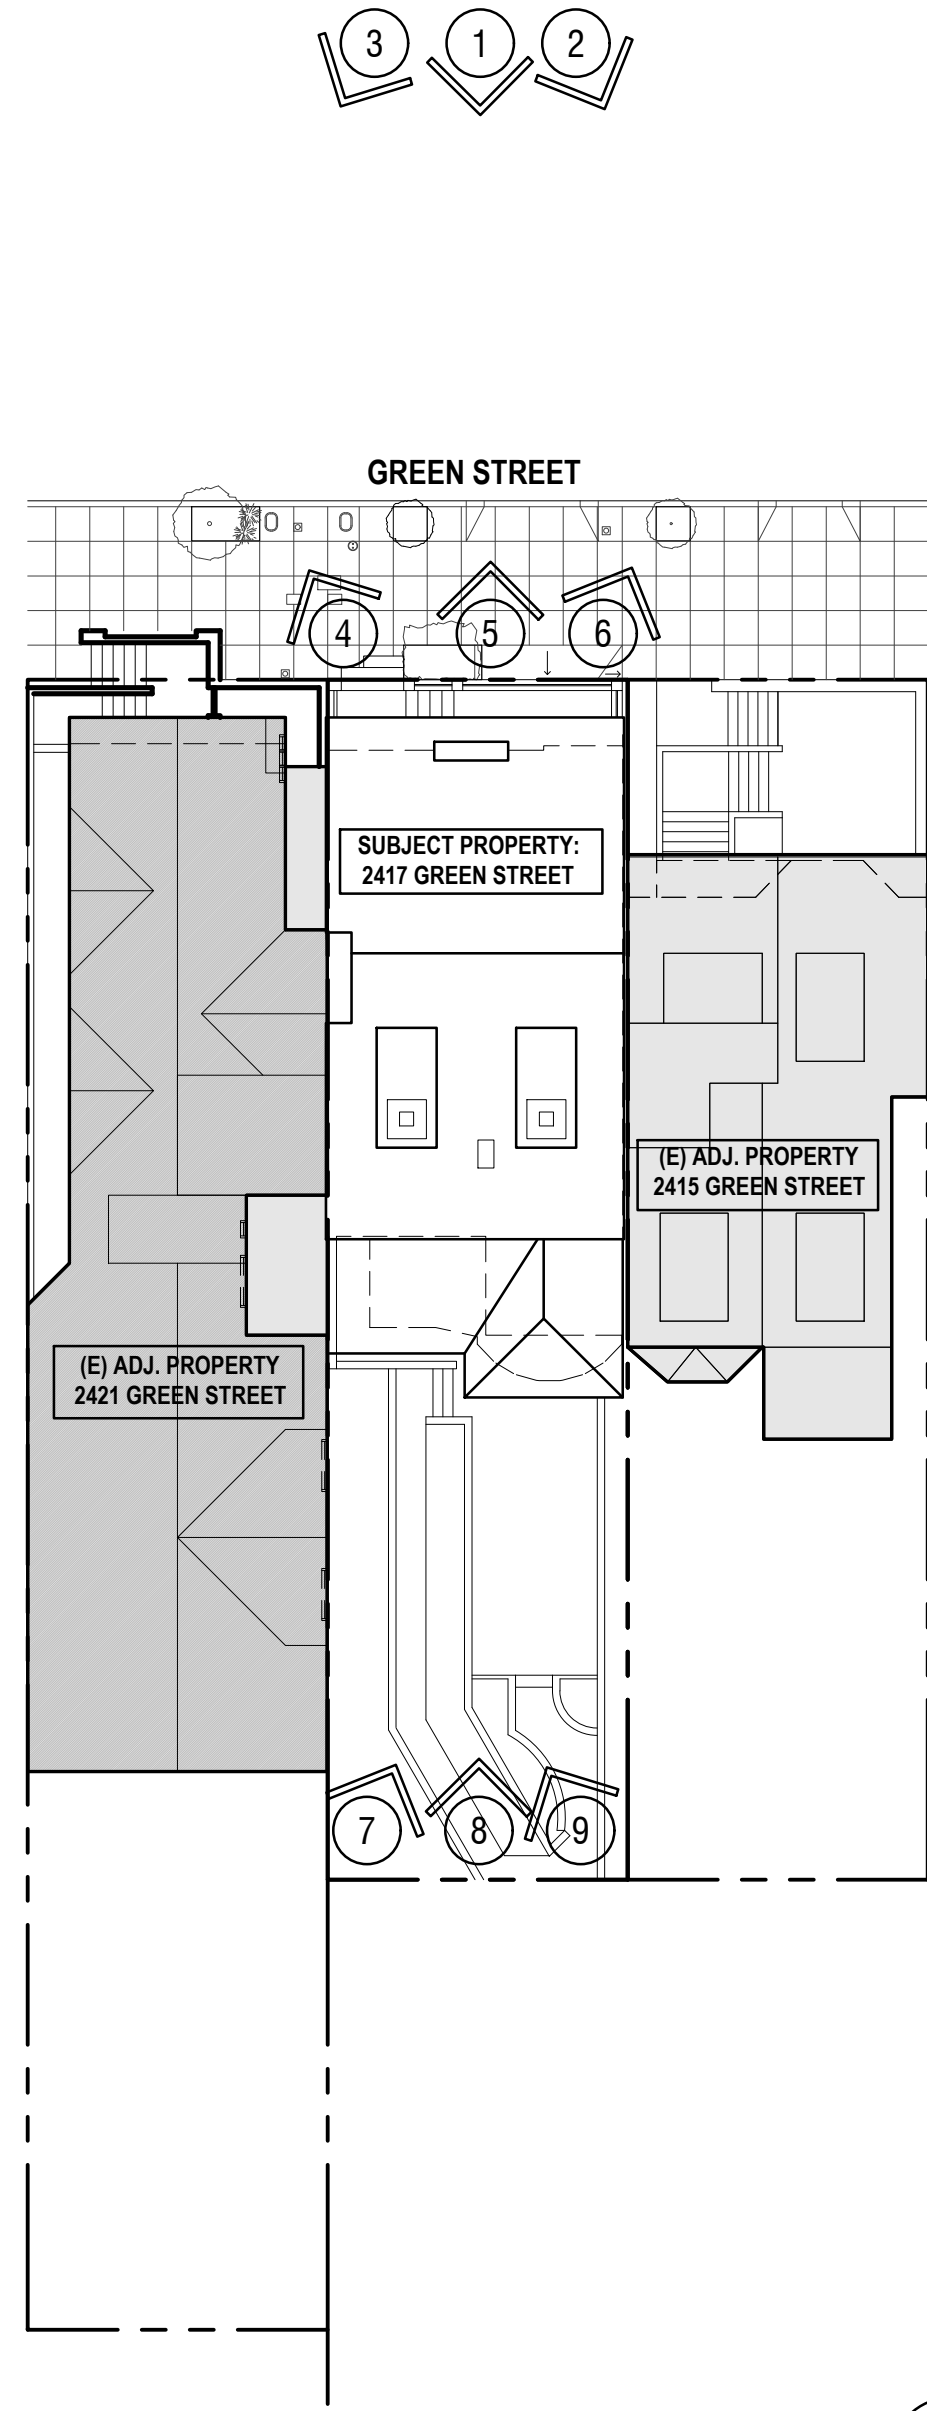 3 1 2
GREEN STREET
4 5 6
SUBJECT PROPERTY:
2417 GREEN STREET
(E) ADJ. PROPERTY
2415 GREEN STREET
(E) ADJ. PROPERTY
2421 GREEN STREET
7 8 9